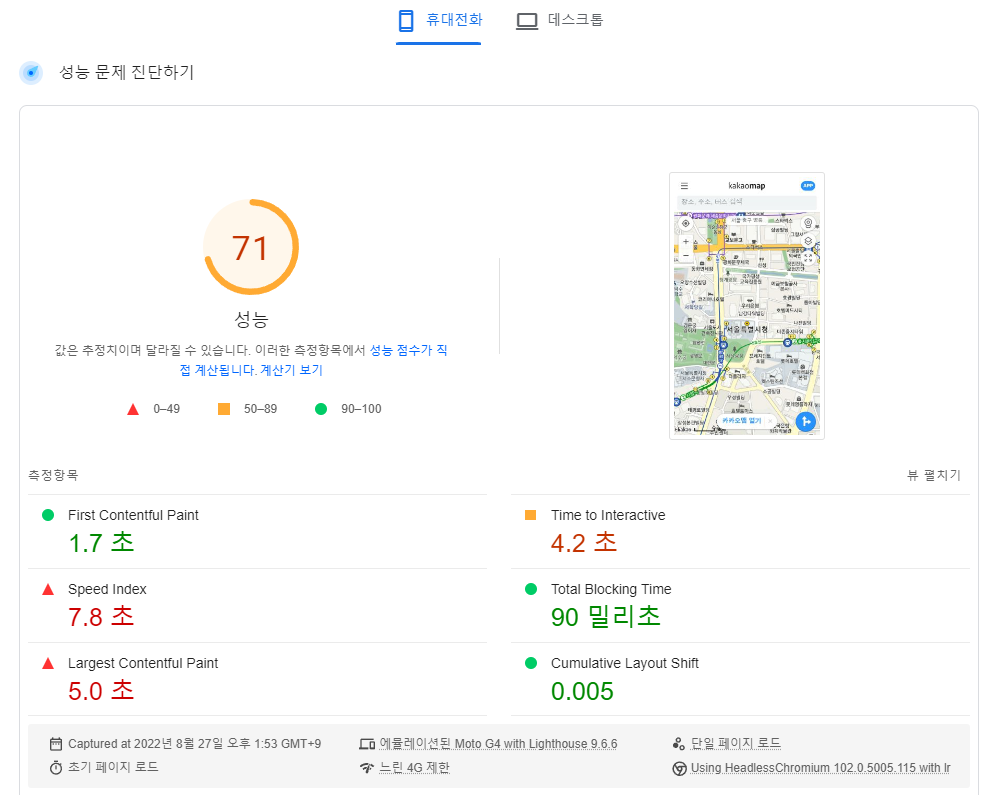 휴대전화
데스크톱
성능 문제 진단하기
71
성능
값은 추정치이며 달라질 수 있습니다. 이러한 측정항목에서 성능 점수가 직
접 계산됩니다. 계산기 보기
0–49
50–89
90–100
kakaomap
APP
서울특별시청
카카오맵 열기
측정항목
뷰 펼치기
First Contentful Paint
1.7 초
Time to Interactive
4.2 초
Speed Index
7.8 초
Total Blocking Time
90 밀리초
Largest Contentful Paint
5.0 초
Cumulative Layout Shift
0.005
Captured at 2022년 8월 27일 오후 1:53 GMT+9
에뮬레이션된 Moto G4 with Lighthouse 9.6.6
단일 페이지 로드
초기 페이지 로드
느린 4G 제한
Using HeadlessChromium 102.0.5005.115 with lr